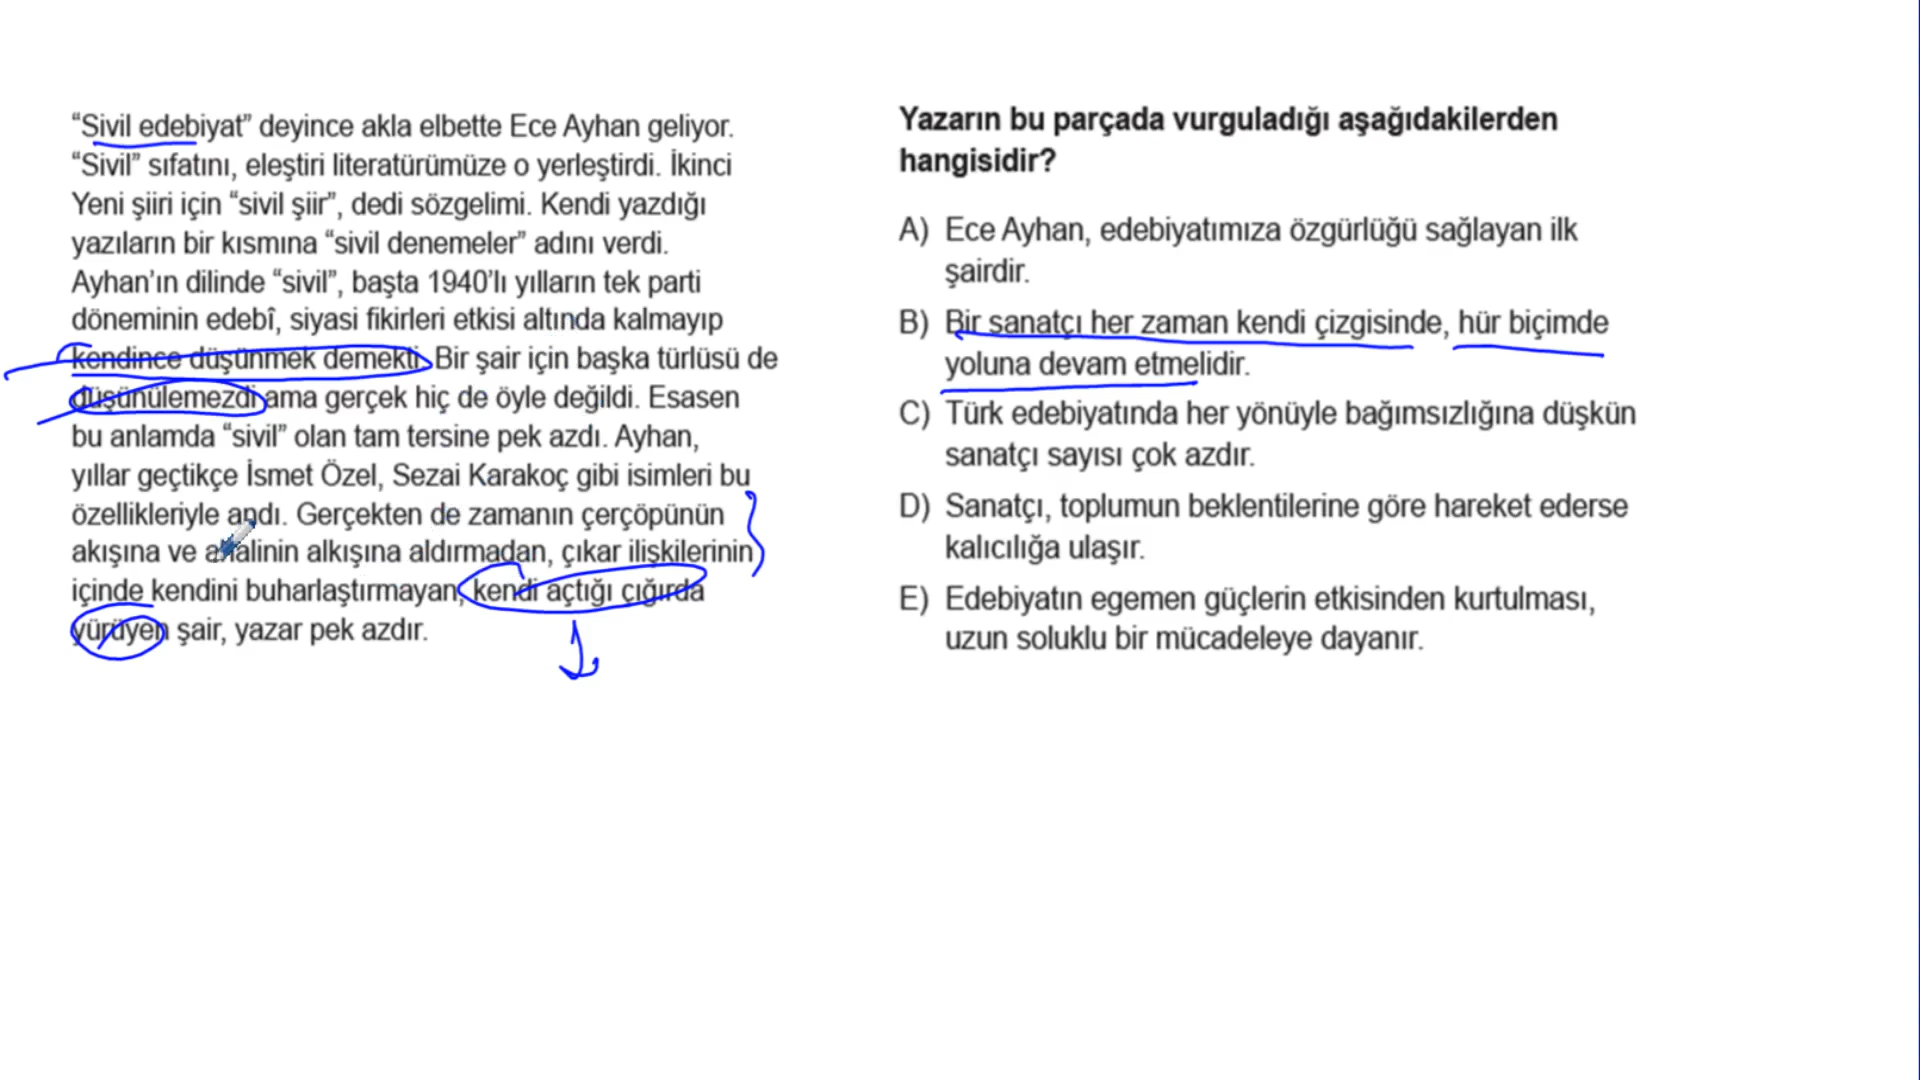 “Sivil edebiyat” deyince akla elbette Ece Ayhan geliyor.
“Sivil” sıfatını, eleştiri literatürümüze o yerleştirdi. İkinci
Yeni şiiri için “sivil şiir”, dedi sözgelimi. Kendi yazdığı
yazıların bir kısmına “sivil denemeler” adını verdi.
Ayhan’ın dilinde “sivil”, başta 1940’lı yılların tek parti
döneminin edebî, siyasi fikirleri etkisi altında kalmayıp
kendince düşünmek demekti. Bir şair için başka türlüsü de
düşünülemezdi ama gerçek hiç de öyle değildi. Esasen
bu anlamda “sivil” olan tam tersine pek azdı. Ayhan,
yıllar geçtikçe İsmet Özel, Sezai Karakoç gibi isimleri bu
özellikleriyle andı. Gerçekten de zamanın çerçöpünün
akışına ve ahalinin alkışına aldırmadan, çıkar ilişkilerinin
içinde kendini buharlaştırmayan, kendi açtığı çığırda
yürüyen şair, yazar pek azdır.
Yazarın bu parçada vurguladığı aşağıdakilerden
hangisidir?
A) Ece Ayhan, edebiyatımıza özgürlüğü sağlayan ilk
şairdir.
B) Bir sanatçı her zaman kendi çizgisinde, hür biçimde
yoluna devam etmelidir.
C) Türk edebiyatında her yönüyle bağımsızlığına düşkün
sanatçı sayısı çok azdır.
D) Sanatçı, toplumun beklentilerine göre hareket ederse
kalıcılığa ulaşır.
E) Edebiyatın egemen güçlerin etkisinden kurtulması,
uzun soluklu bir mücadeleye dayanır.